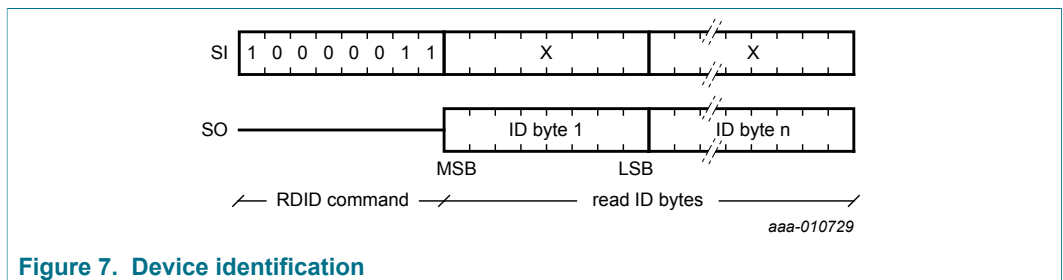 SI 1 0 0 0 0 0 1 1 X X
SO ID byte 1 ID byte n
MSB LSB
RDID command read ID bytes
aaa-010729
Figure 7. Device identification